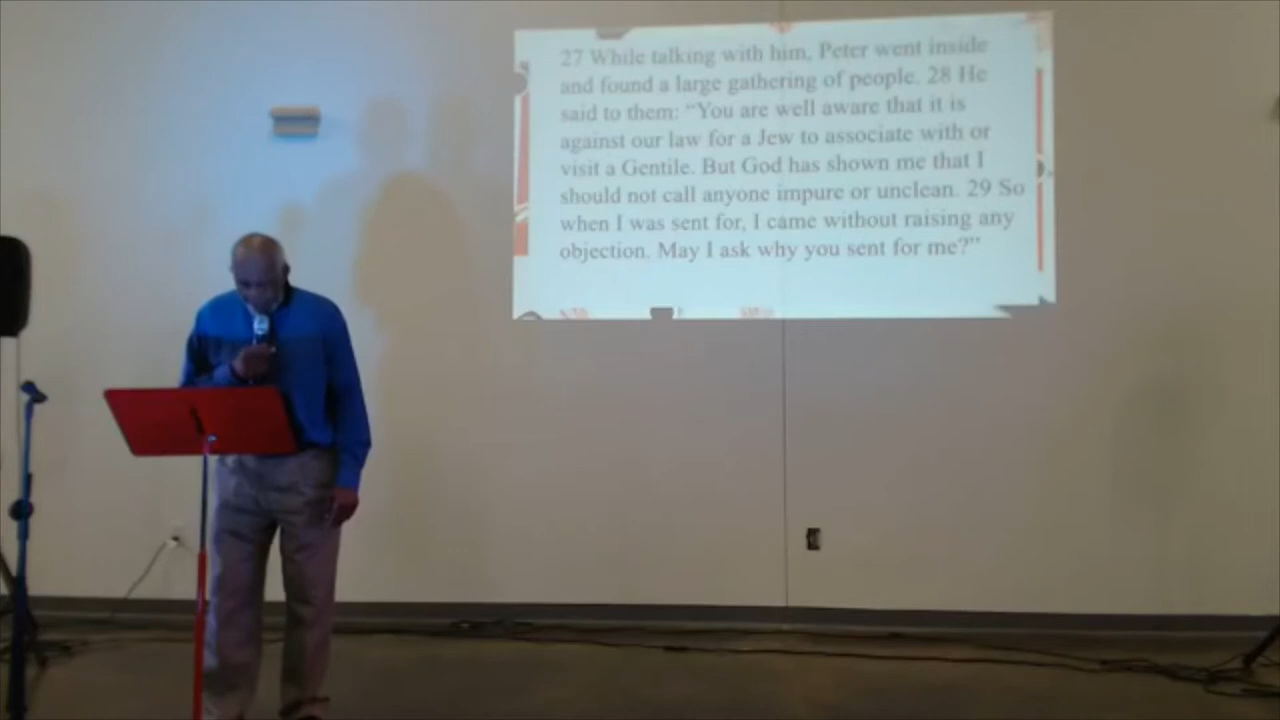 27 While talking with him, Peter went inside
and found a large gathering of people. 28 He
said to them: “You are well aware that it is
against our law for a Jew to associate with or
visit a Gentile. But God has shown me that I
should not call anyone impure or unclean. 29 So
when I was sent for, I came without raising any
objection. May I ask why you sent for me?”